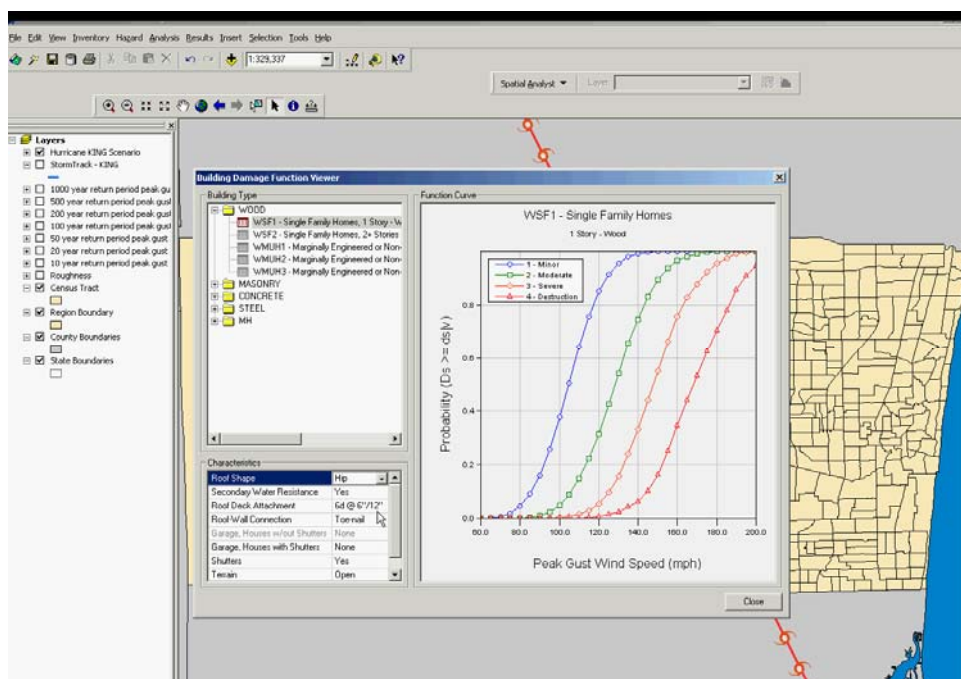 File Edit View Inventory Hazard Analysis Results Insert Selection Tools Help
1:329,337
Spatial Analyst Layer:
Layers
Hurricane KING Scenario
StormTrack - KING
1000 year return period peak gu
500 year return period peak gust
200 year return period peak gust
100 year return period peak gust
50 year return period peak gust
20 year return period peak gust
10 year return period peak gust
Roughness
Census Tract
Region Boundary
County Boundaries
State Boundaries
Building Damage Function Viewer
Building Type
WOOD
WSF1 - Single Family Homes, 1 Story - W
WSF2 - Single Family Homes, 2+ Stories
WMUH1 - Marginally Engineered or Non-
WMUH2 - Marginally Engineered or Non-
WMUH3 - Marginally Engineered or Non-
MASONRY
CONCRETE
STEEL
MH
Characteristics
Roof Shape Hip
Secondary Water Resistance Yes
Roof Deck Attachment 6d @ 6"/12"
Roof-Wall Connection Toe-nail
Garage, Houses w/out Shutters None
Garage, Houses with Shutters None
Shutters Yes
Terrain Open
Function Curve
WSF1 - Single Family Homes
1 Story - Wood
1 - Minor
2 - Moderate
3 - Severe
4 - Destruction
Probability (Ds >= ds|v)
0.8
0.6
0.4
0.2
0.0
60.0 80.0 100.0 120.0 140.0 160.0 180.0 200.0
Peak Gust Wind Speed (mph)
Close